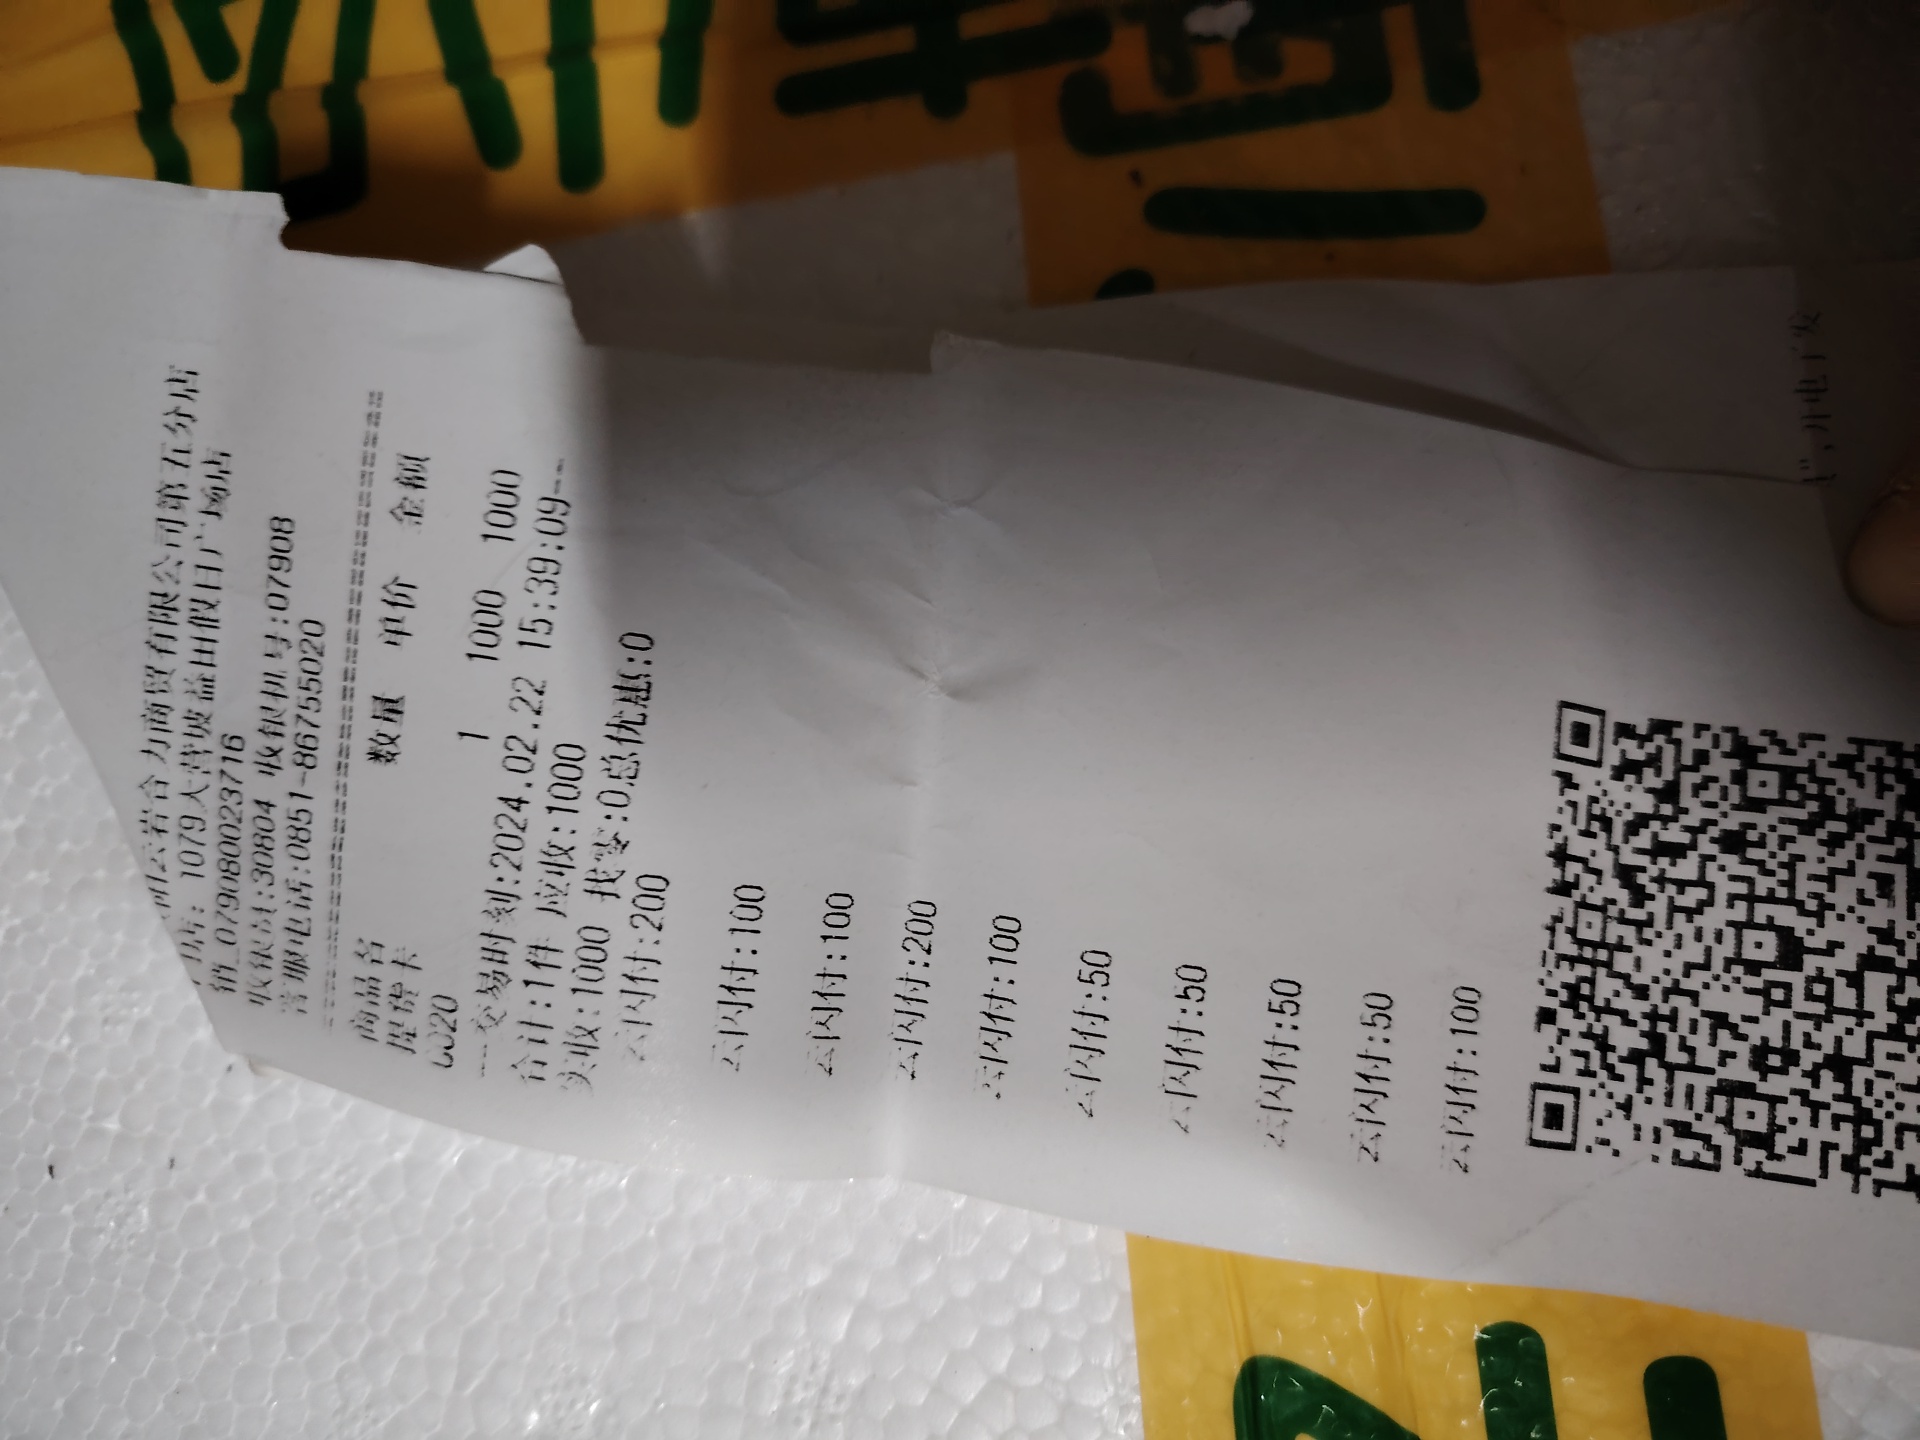 云岩合力商贸有限公司第五分店
门店: 1079大营坡益田假日广场店
销_079080023716
收银员:30804 收银机号:07908
客服电话:0851-86755020
商品名 数量 单价 金额
提货卡
0020 1 1000 1000
---交易时刻:2024.02.22 15:39:09--
合计:1件 应收:1000
实收:1000 找零:0总优惠:0
云闪付:200
云闪付:100
云闪付:100
云闪付:200
云闪付:100
云闪付:50
云闪付:50
云闪付:50
云闪付:50
云闪付:100